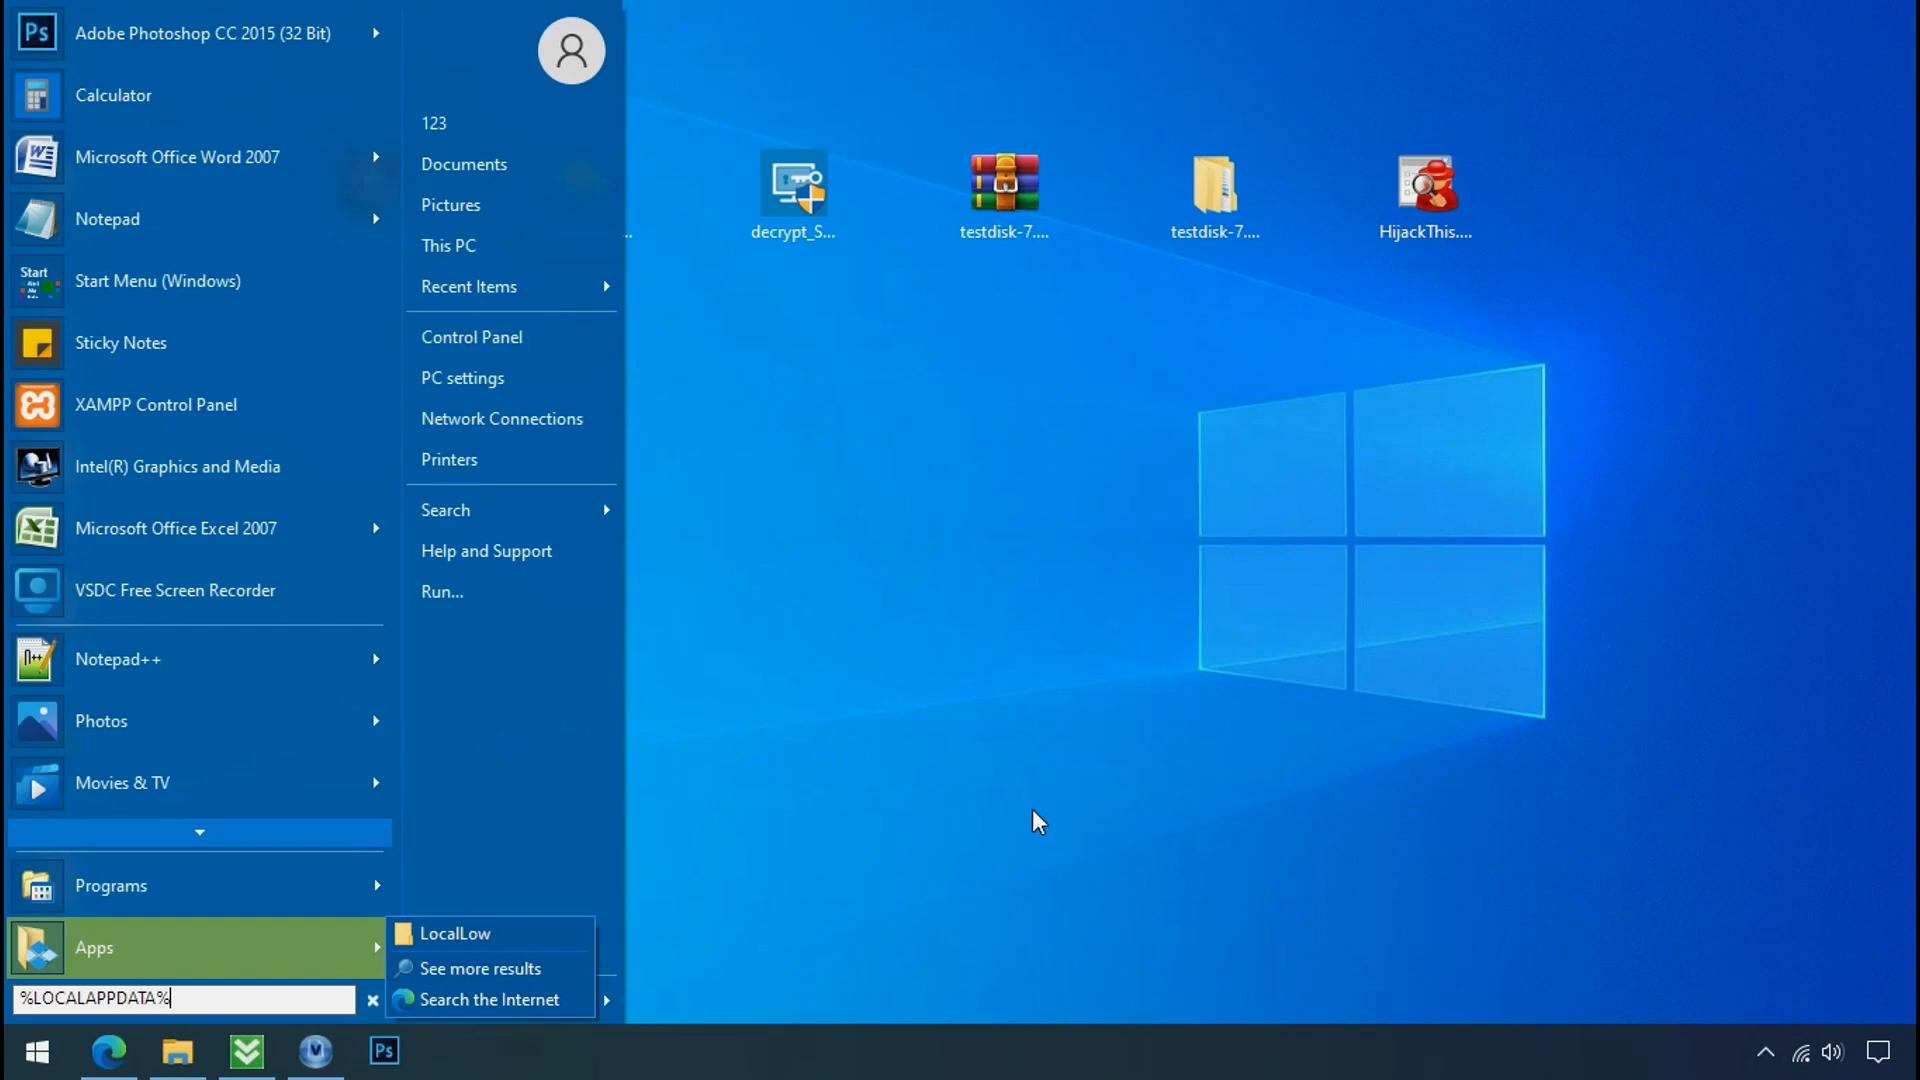 Adobe Photoshop CC 2015 (32 Bit)
Calculator
Microsoft Office Word 2007
Notepad
Start Menu (Windows)
Sticky Notes
XAMPP Control Panel
Intel(R) Graphics and Media
Microsoft Office Excel 2007
VSDC Free Screen Recorder
Notepad++
Photos
Movies & TV
Programs
Apps
%LOCALAPPDATA%
123
Documents
Pictures
This PC
Recent Items
Control Panel
PC settings
Network Connections
Printers
Search
Help and Support
Run...
LocalLow
See more results
Search the Internet
...
decrypt_S...
testdisk-7....
testdisk-7....
HijackThis....
Ps
Start
Ps